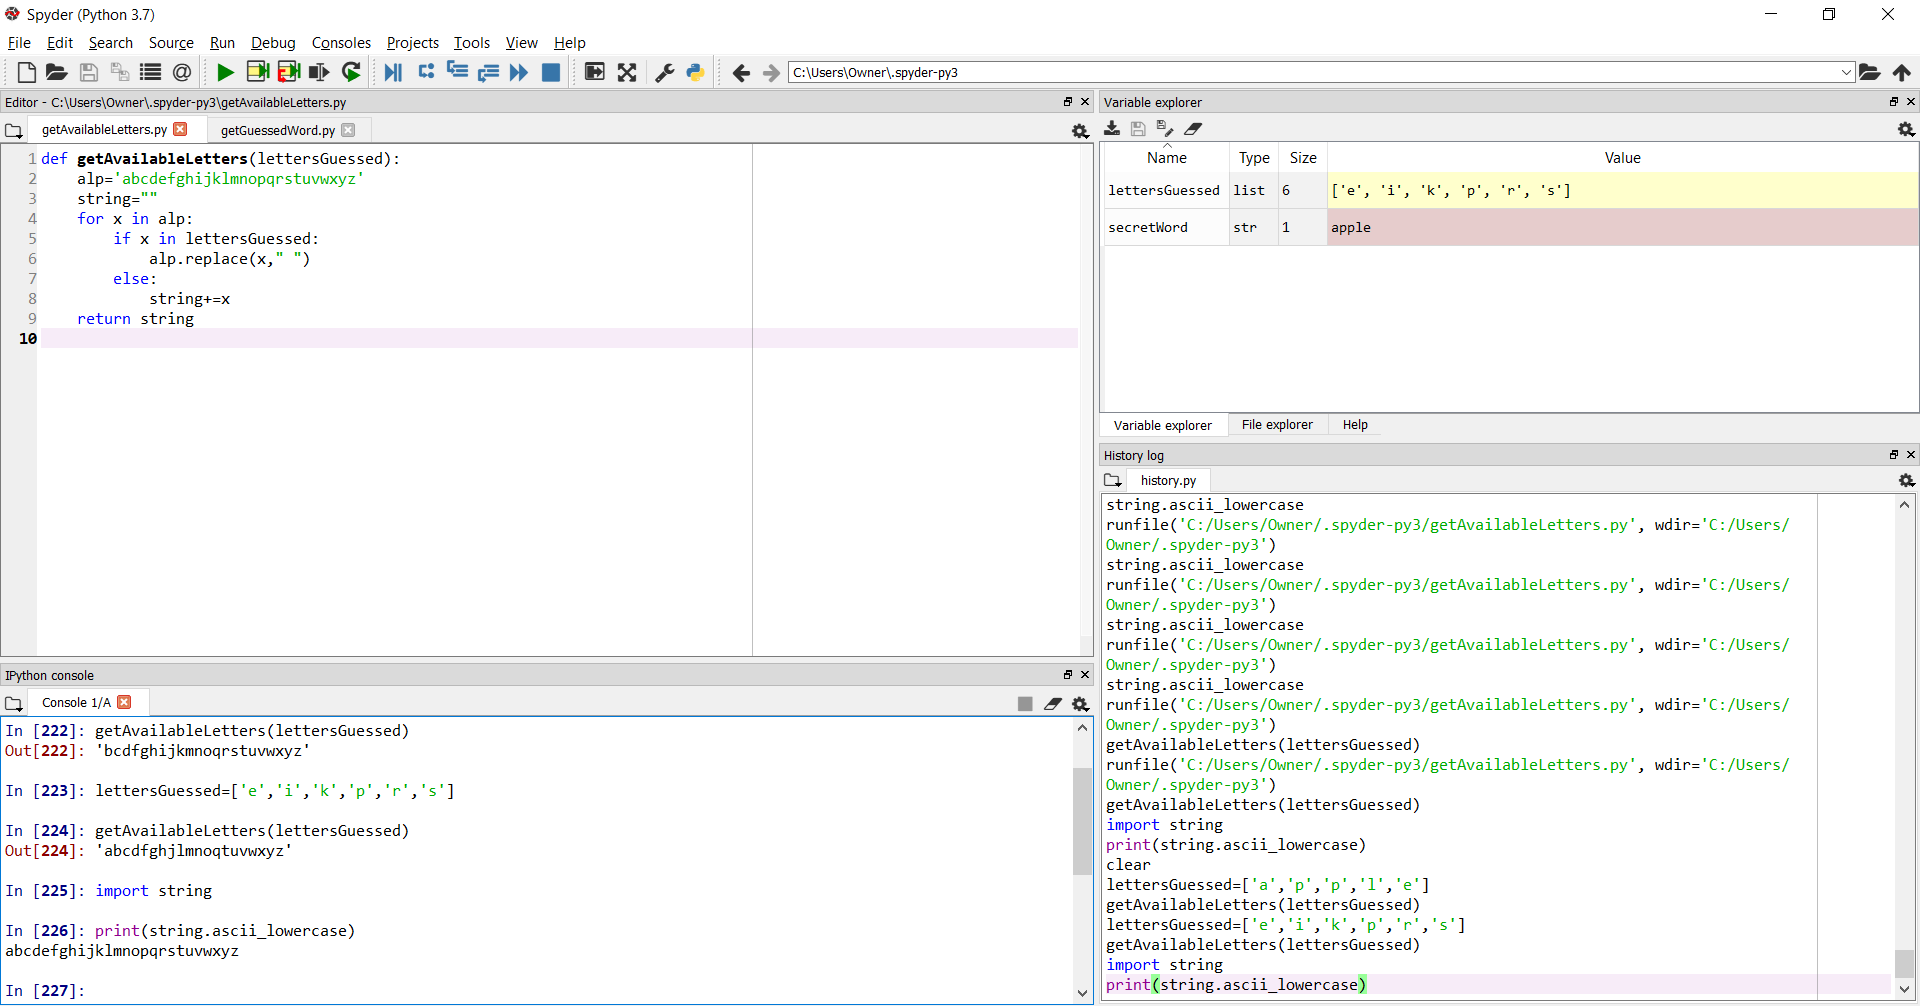 Spyder (Python 3.7)
File Edit Search Source Run Debug Consoles Projects Tools View Help
C:\Users\Owner\.spyder-py3
Editor - C:\Users\Owner\.spyder-py3\getAvailableLetters.py
getAvailableLetters.py getGuessedWord.py
1 def getAvailableLetters(lettersGuessed):
2     alp='abcdefghijklmnopqrstuvwxyz'
3     string=""
4     for x in alp:
5         if x in lettersGuessed:
6             alp.replace(x," ")
7         else:
8             string+=x
9     return string
10
IPython console
Console 1/A
In [222]: getAvailableLetters(lettersGuessed)
Out[222]: 'bcdfghijkmnoqrstuvwxyz'
In [223]: lettersGuessed=['e','i','k','p','r','s']
In [224]: getAvailableLetters(lettersGuessed)
Out[224]: 'abcdfghjlmnoqtuvwxyz'
In [225]: import string
In [226]: print(string.ascii_lowercase)
abcdefghijklmnopqrstuvwxyz
In [227]:
Variable explorer
Name Type Size Value
lettersGuessed list 6 ['e', 'i', 'k', 'p', 'r', 's']
secretWord str 1 apple
Variable explorer File explorer Help
History log
history.py
string.ascii_lowercase
runfile('C:/Users/Owner/.spyder-py3/getAvailableLetters.py', wdir='C:/Users/
Owner/.spyder-py3')
string.ascii_lowercase
runfile('C:/Users/Owner/.spyder-py3/getAvailableLetters.py', wdir='C:/Users/
Owner/.spyder-py3')
string.ascii_lowercase
runfile('C:/Users/Owner/.spyder-py3/getAvailableLetters.py', wdir='C:/Users/
Owner/.spyder-py3')
string.ascii_lowercase
runfile('C:/Users/Owner/.spyder-py3/getAvailableLetters.py', wdir='C:/Users/
Owner/.spyder-py3')
getAvailableLetters(lettersGuessed)
runfile('C:/Users/Owner/.spyder-py3/getAvailableLetters.py', wdir='C:/Users/
Owner/.spyder-py3')
getAvailableLetters(lettersGuessed)
import string
print(string.ascii_lowercase)
clear
lettersGuessed=['a','p','p','l','e']
getAvailableLetters(lettersGuessed)
lettersGuessed=['e','i','k','p','r','s']
getAvailableLetters(lettersGuessed)
import string
print(string.ascii_lowercase)